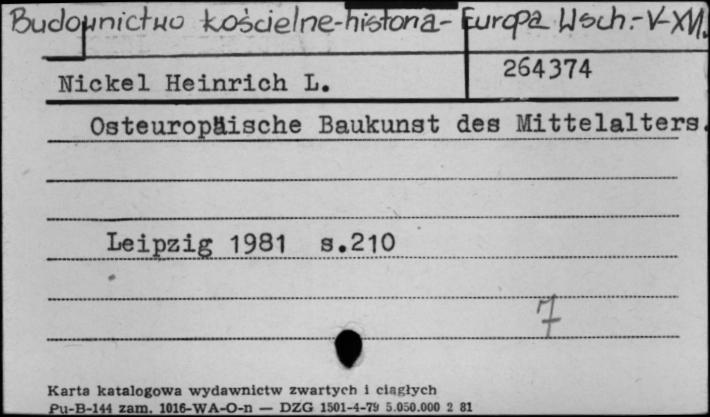 Budownictwo kościelne-historia-Europa Wsch.-V-XVI.
264374
Nickel Heinrich L.
Osteuropäische Baukunst des Mittelalters.
Leipzig 1981 s.210
7
Karta katalogowa wydawnictw zwartych i ciągłych
Pu-B-144 zam. 1016-WA-O-n — DZG 1501-4-79 5.050.000 2 81